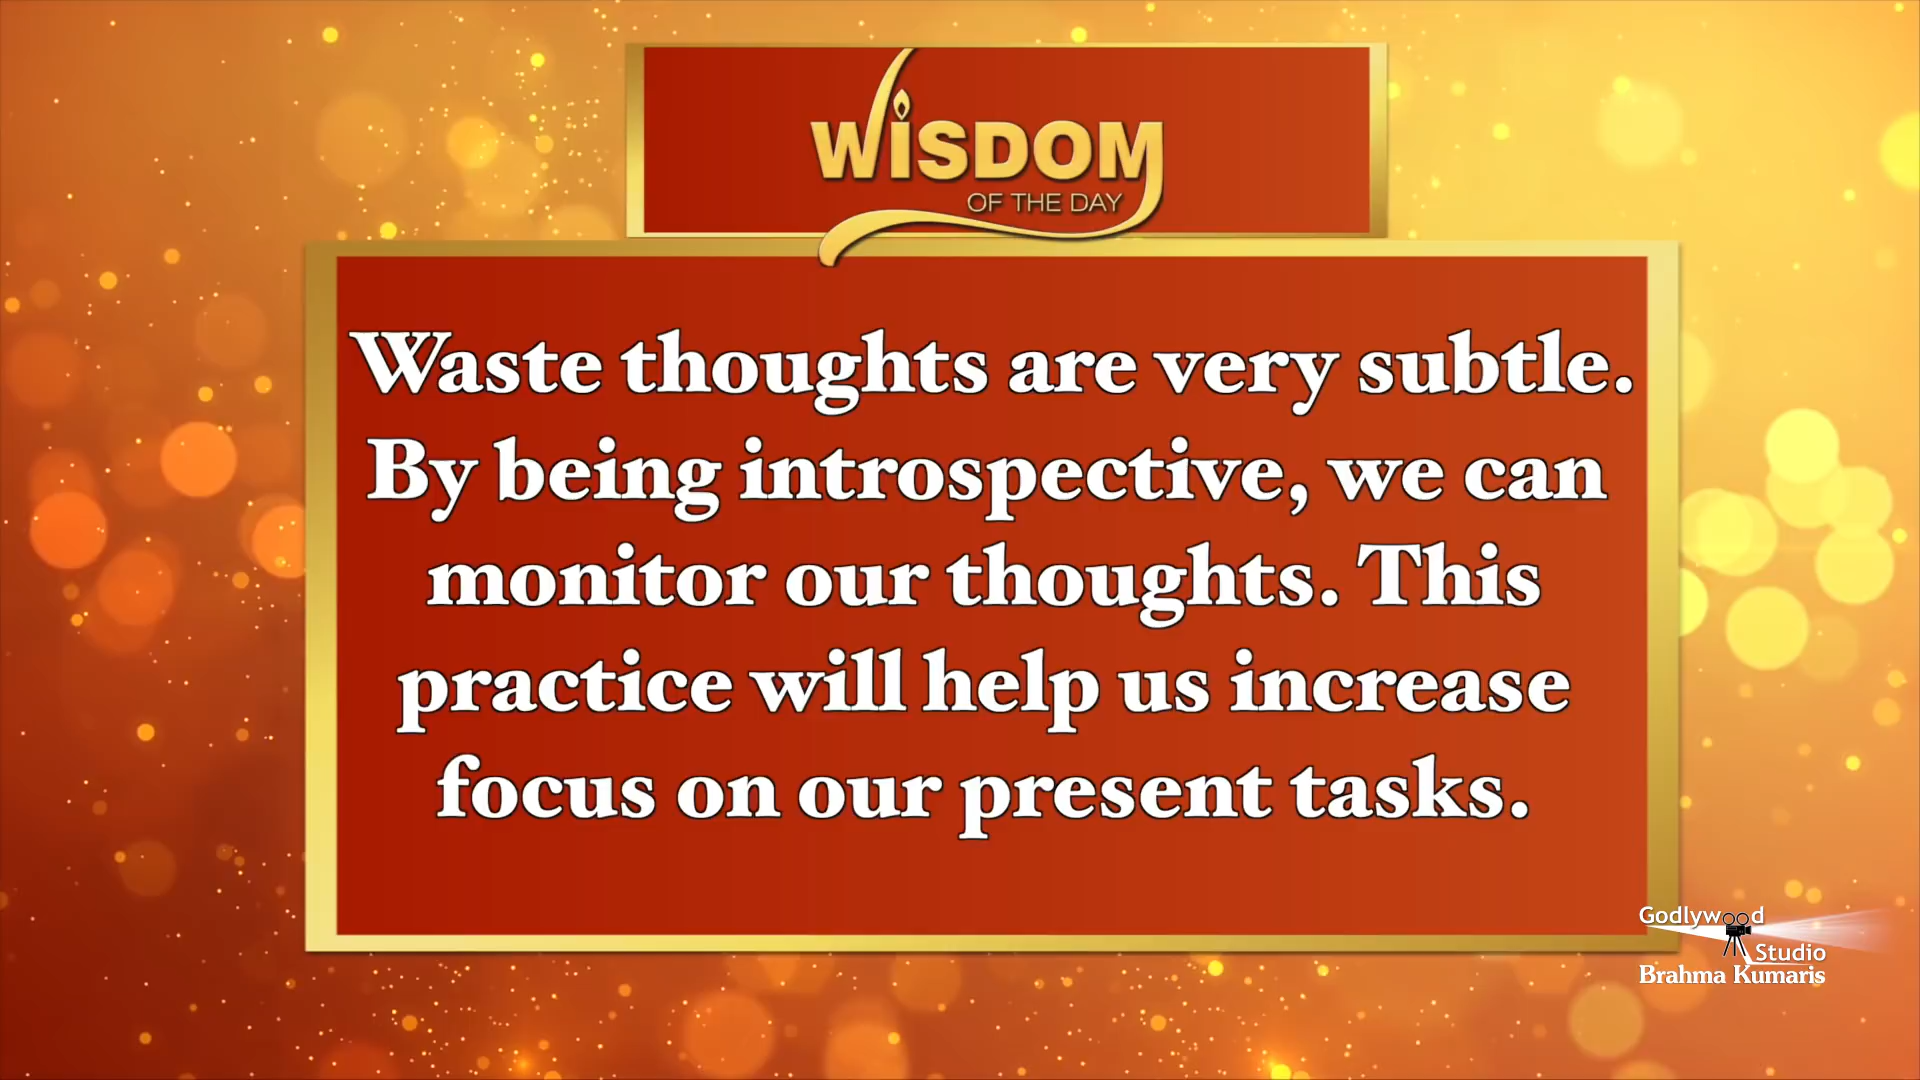 WISDOM
OF THE DAY
Waste thoughts are very subtle.
By being introspective, we can
monitor our thoughts. This
practice will help us increase
focus on our present tasks.
Godlywood
Studio
Brahma Kumaris